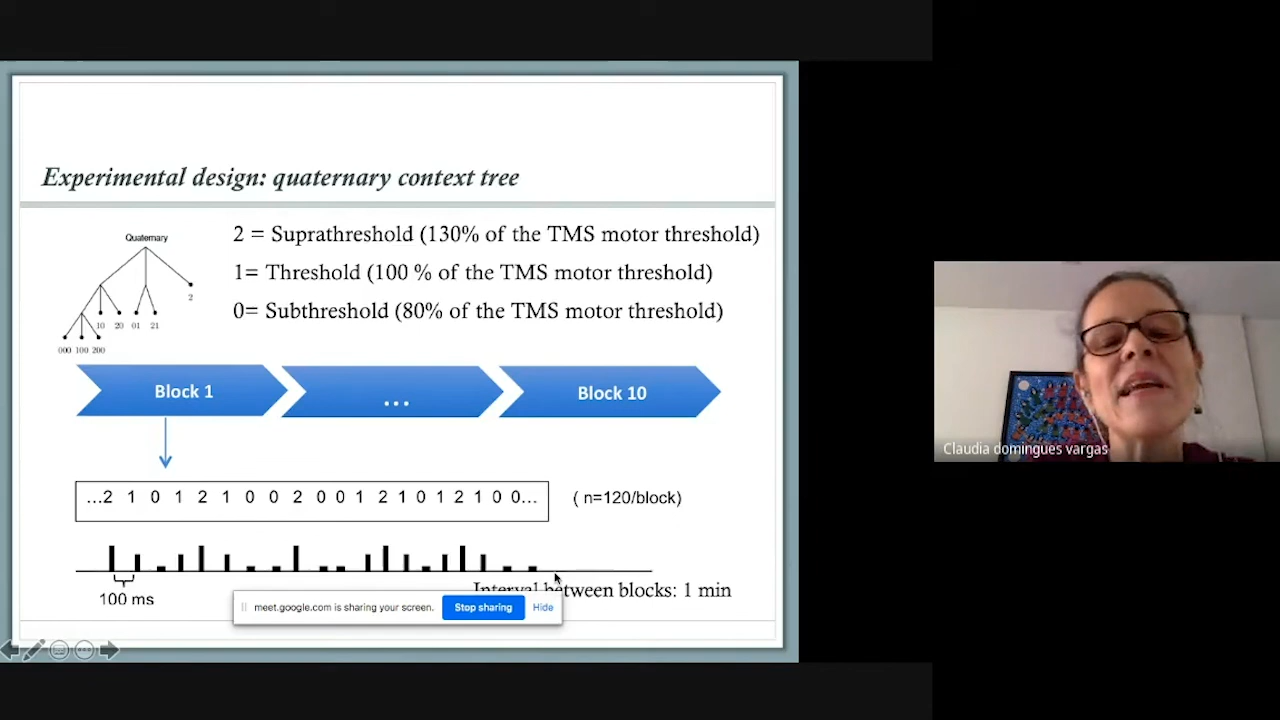 Experimental design: quaternary context tree
Quaternary
2 = Suprathreshold (130% of the TMS motor threshold)
1= Threshold (100 % of the TMS motor threshold)
0= Subthreshold (80% of the TMS motor threshold)
2
10 20 01 21
000 100 200
Block 1
...
Block 10
...2 1 0 1 2 1 0 0 2 0 0 1 2 1 0 1 2 1 0 0...
( n=120/block)
100 ms
Interval between blocks: 1 min
meet.google.com is sharing your screen. Stop sharing Hide
Claudia domingues vargas